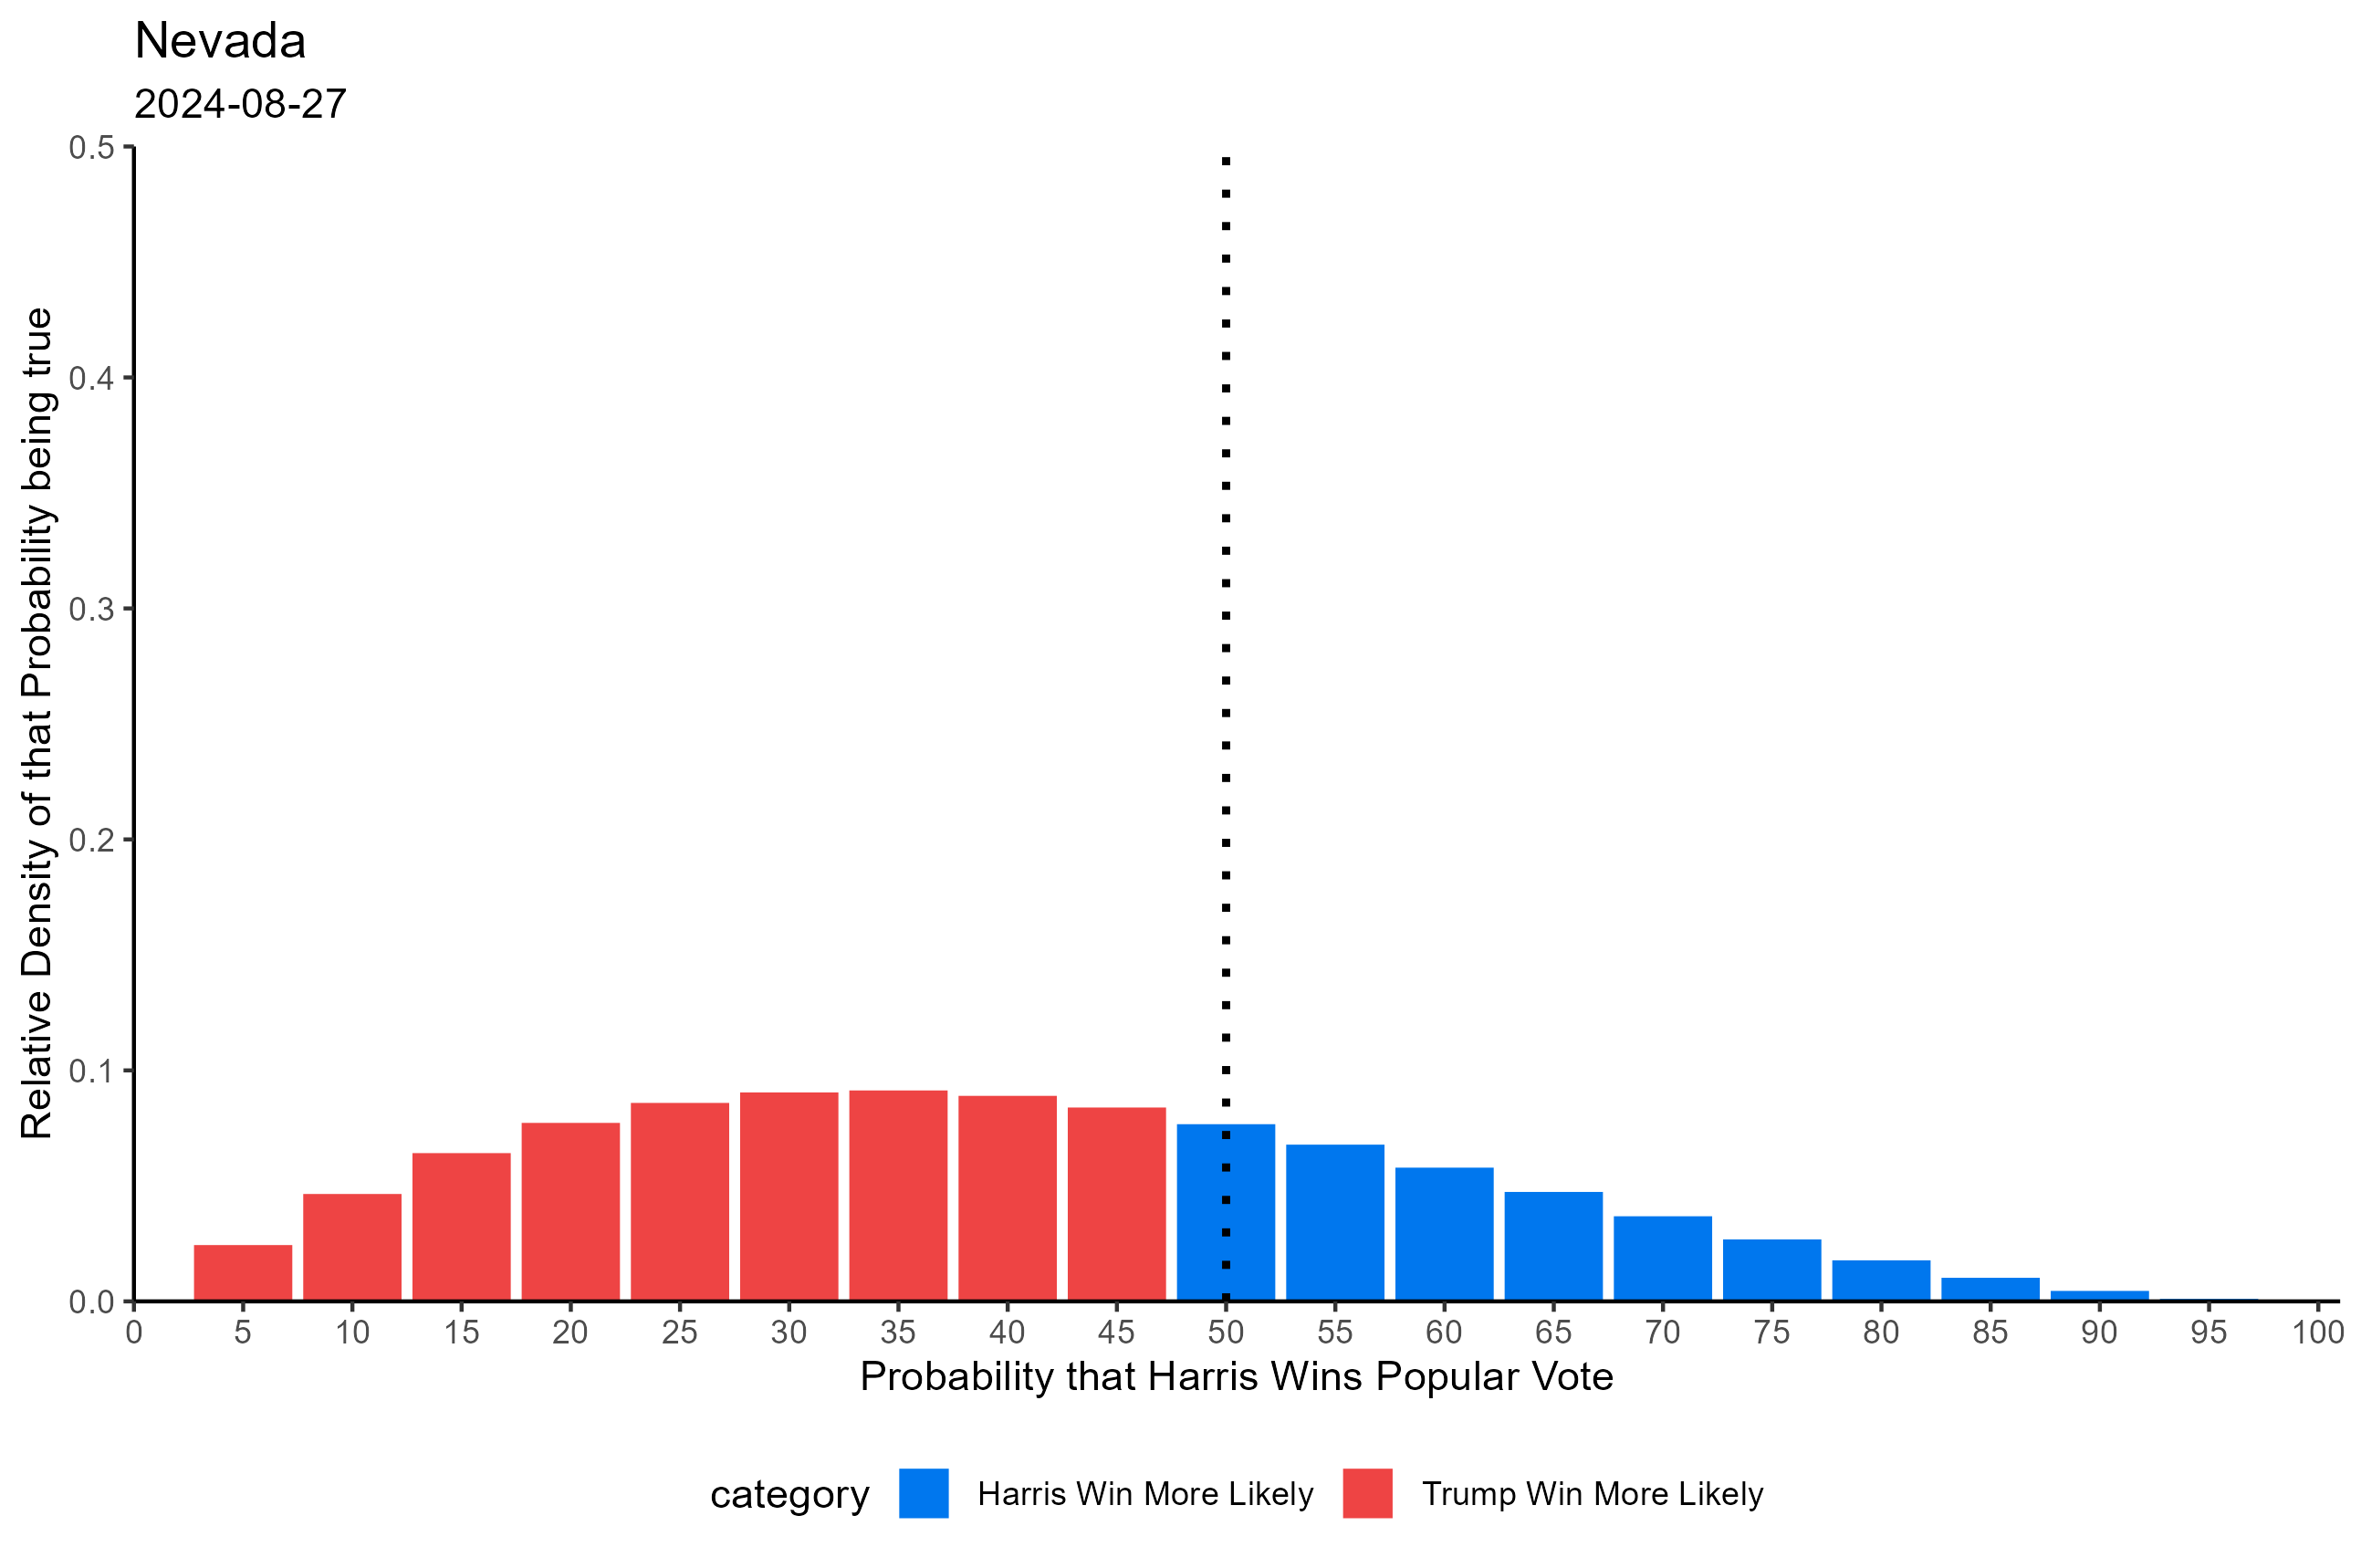 Nevada
2024-08-27
Relative Density of that Probability being true
0.5
0.4
0.3
0.2
0.1
0.0
0 5 10 15 20 25 30 35 40 45 50 55 60 65 70 75 80 85 90 95 100
Probability that Harris Wins Popular Vote
category Harris Win More Likely Trump Win More Likely